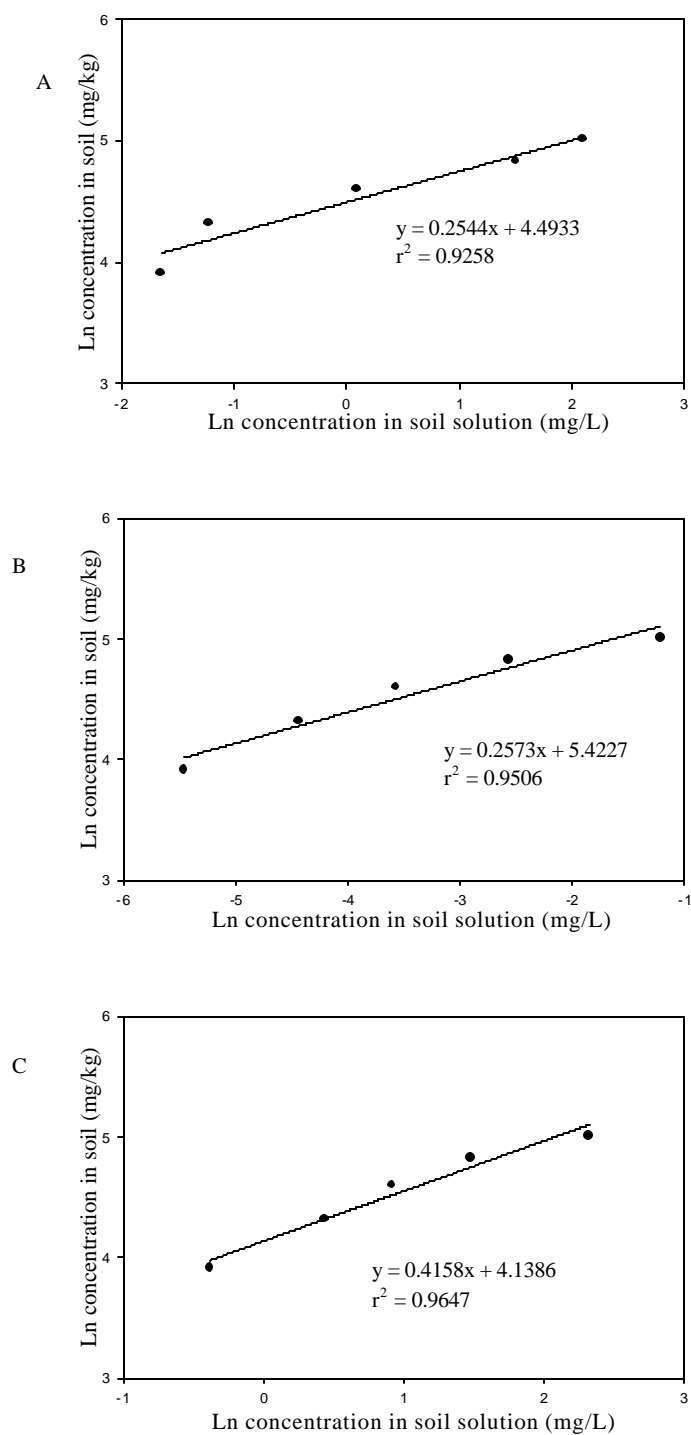 A
Ln concentration in soil (mg/kg)
6
5
4
3
y = 0.2544x + 4.4933
r² = 0.9258
-2 -1 0 1 2 3
Ln concentration in soil solution (mg/L)
B
Ln concentration in soil (mg/kg)
6
5
4
3
y = 0.2573x + 5.4227
r² = 0.9506
-6 -5 -4 -3 -2 -1
Ln concentration in soil solution (mg/L)
C
Ln concentration in soil (mg/kg)
6
5
4
3
y = 0.4158x + 4.1386
r² = 0.9647
-1 0 1 2 3
Ln concentration in soil solution (mg/L)